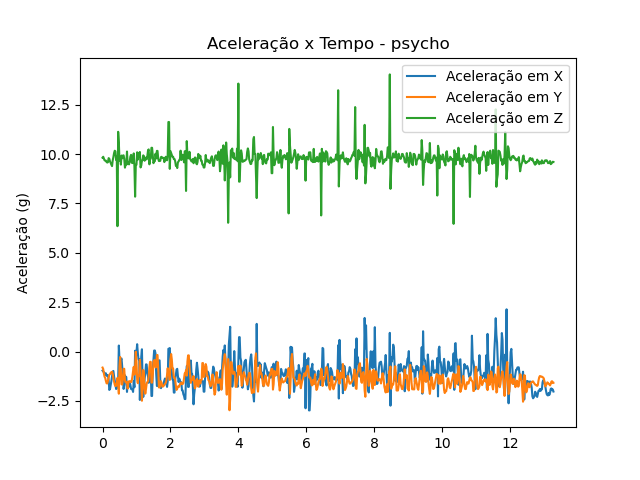 Aceleração x Tempo - psycho
Aceleração em X
Aceleração em Y
Aceleração em Z
Aceleração (g)
12.5
10.0
7.5
5.0
2.5
0.0
−2.5
0 2 4 6 8 10 12